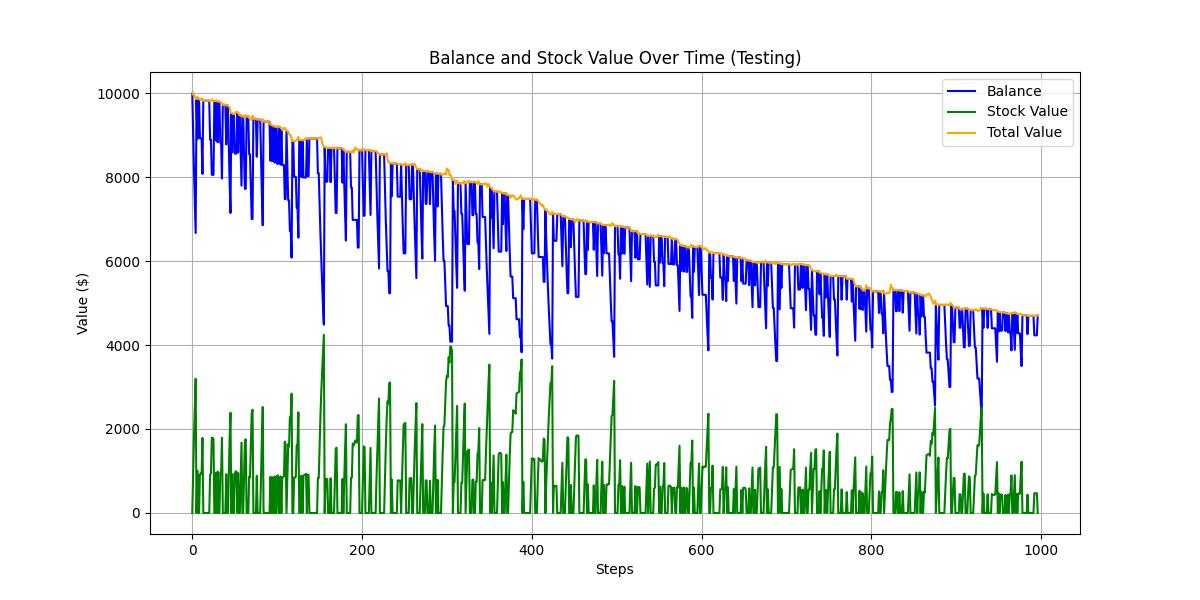 Balance and Stock Value Over Time (Testing)
Balance
Stock Value
Total Value
Value ($)
10000
8000
6000
4000
2000
0
0 200 400 600 800 1000
Steps